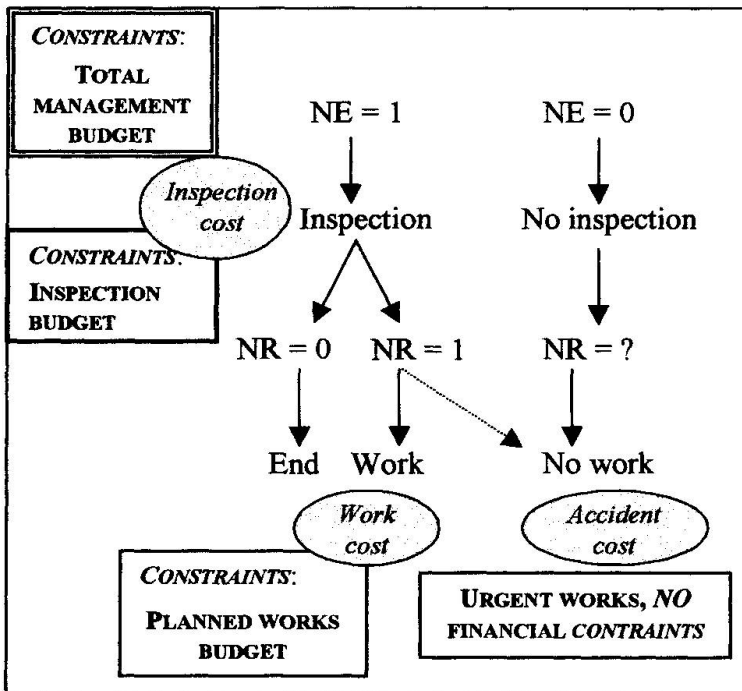 CONSTRAINTS:
TOTAL
MANAGEMENT
BUDGET
NE = 1
NE = 0
Inspection
cost
Inspection
No inspection
CONSTRAINTS:
INSPECTION
BUDGET
NR = 0
NR = 1
NR = ?
End
Work
No work
Work
cost
Accident
cost
CONSTRAINTS:
PLANNED WORKS
BUDGET
URGENT WORKS, NO
FINANCIAL CONTRAINTS